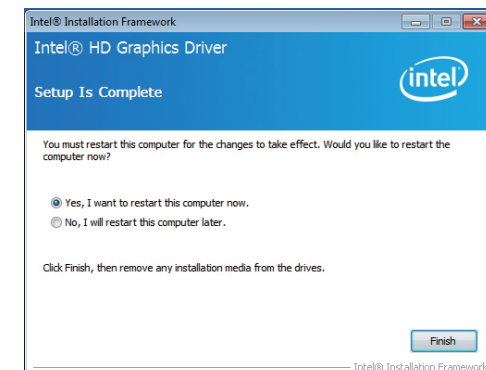 Intel® Installation Framework
Intel® HD Graphics Driver
intel
Setup Is Complete
You must restart this computer for the changes to take effect. Would you like to restart the
computer now?
Yes, I want to restart this computer now.
No, I will restart this computer later.
Click Finish, then remove any installation media from the drives.
Finish
Intel® Installation Framework